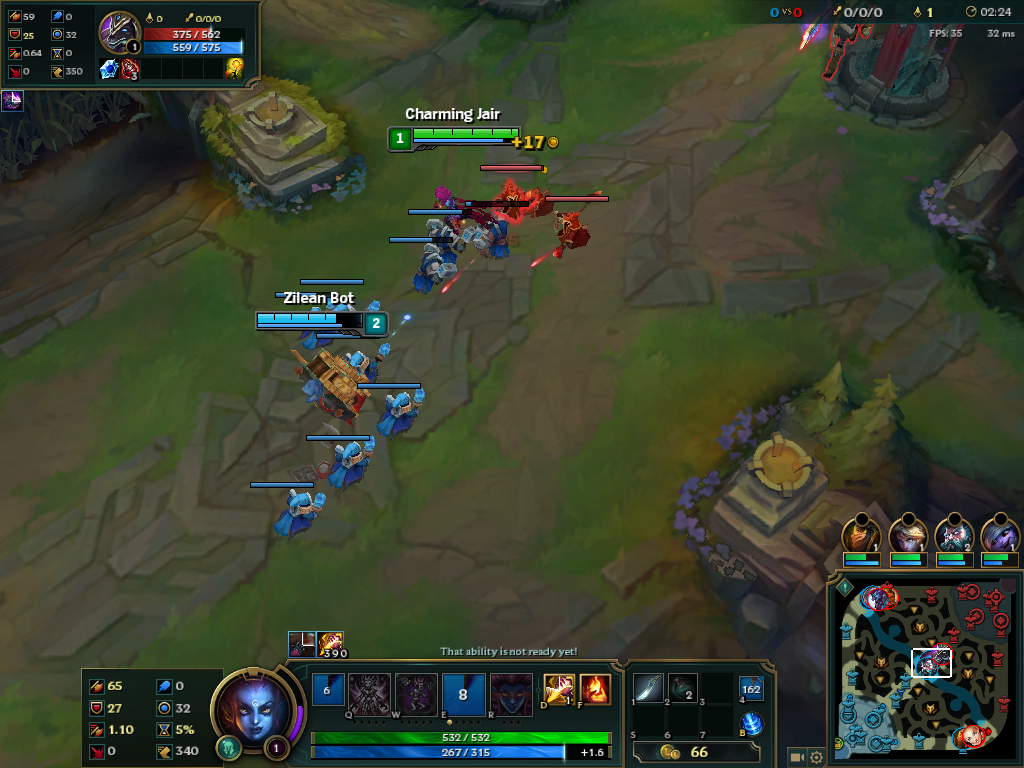 59 0
25 32
0.64 0
0 350
0 0/0/0
375 / 562
559 / 575
1
3
0 vs 0 0/0/0 1 02:24
FPS: 35 32 ms
Charming Jair
1
+17
Zilean Bot
2
390
That ability is not ready yet!
65 0
27 32
1.10 5%
0 340
1
6 8
Q W E R D F
1
532 / 532
267 / 315 +1.6
1 2 2 3 162 4
5 6 7 B
66